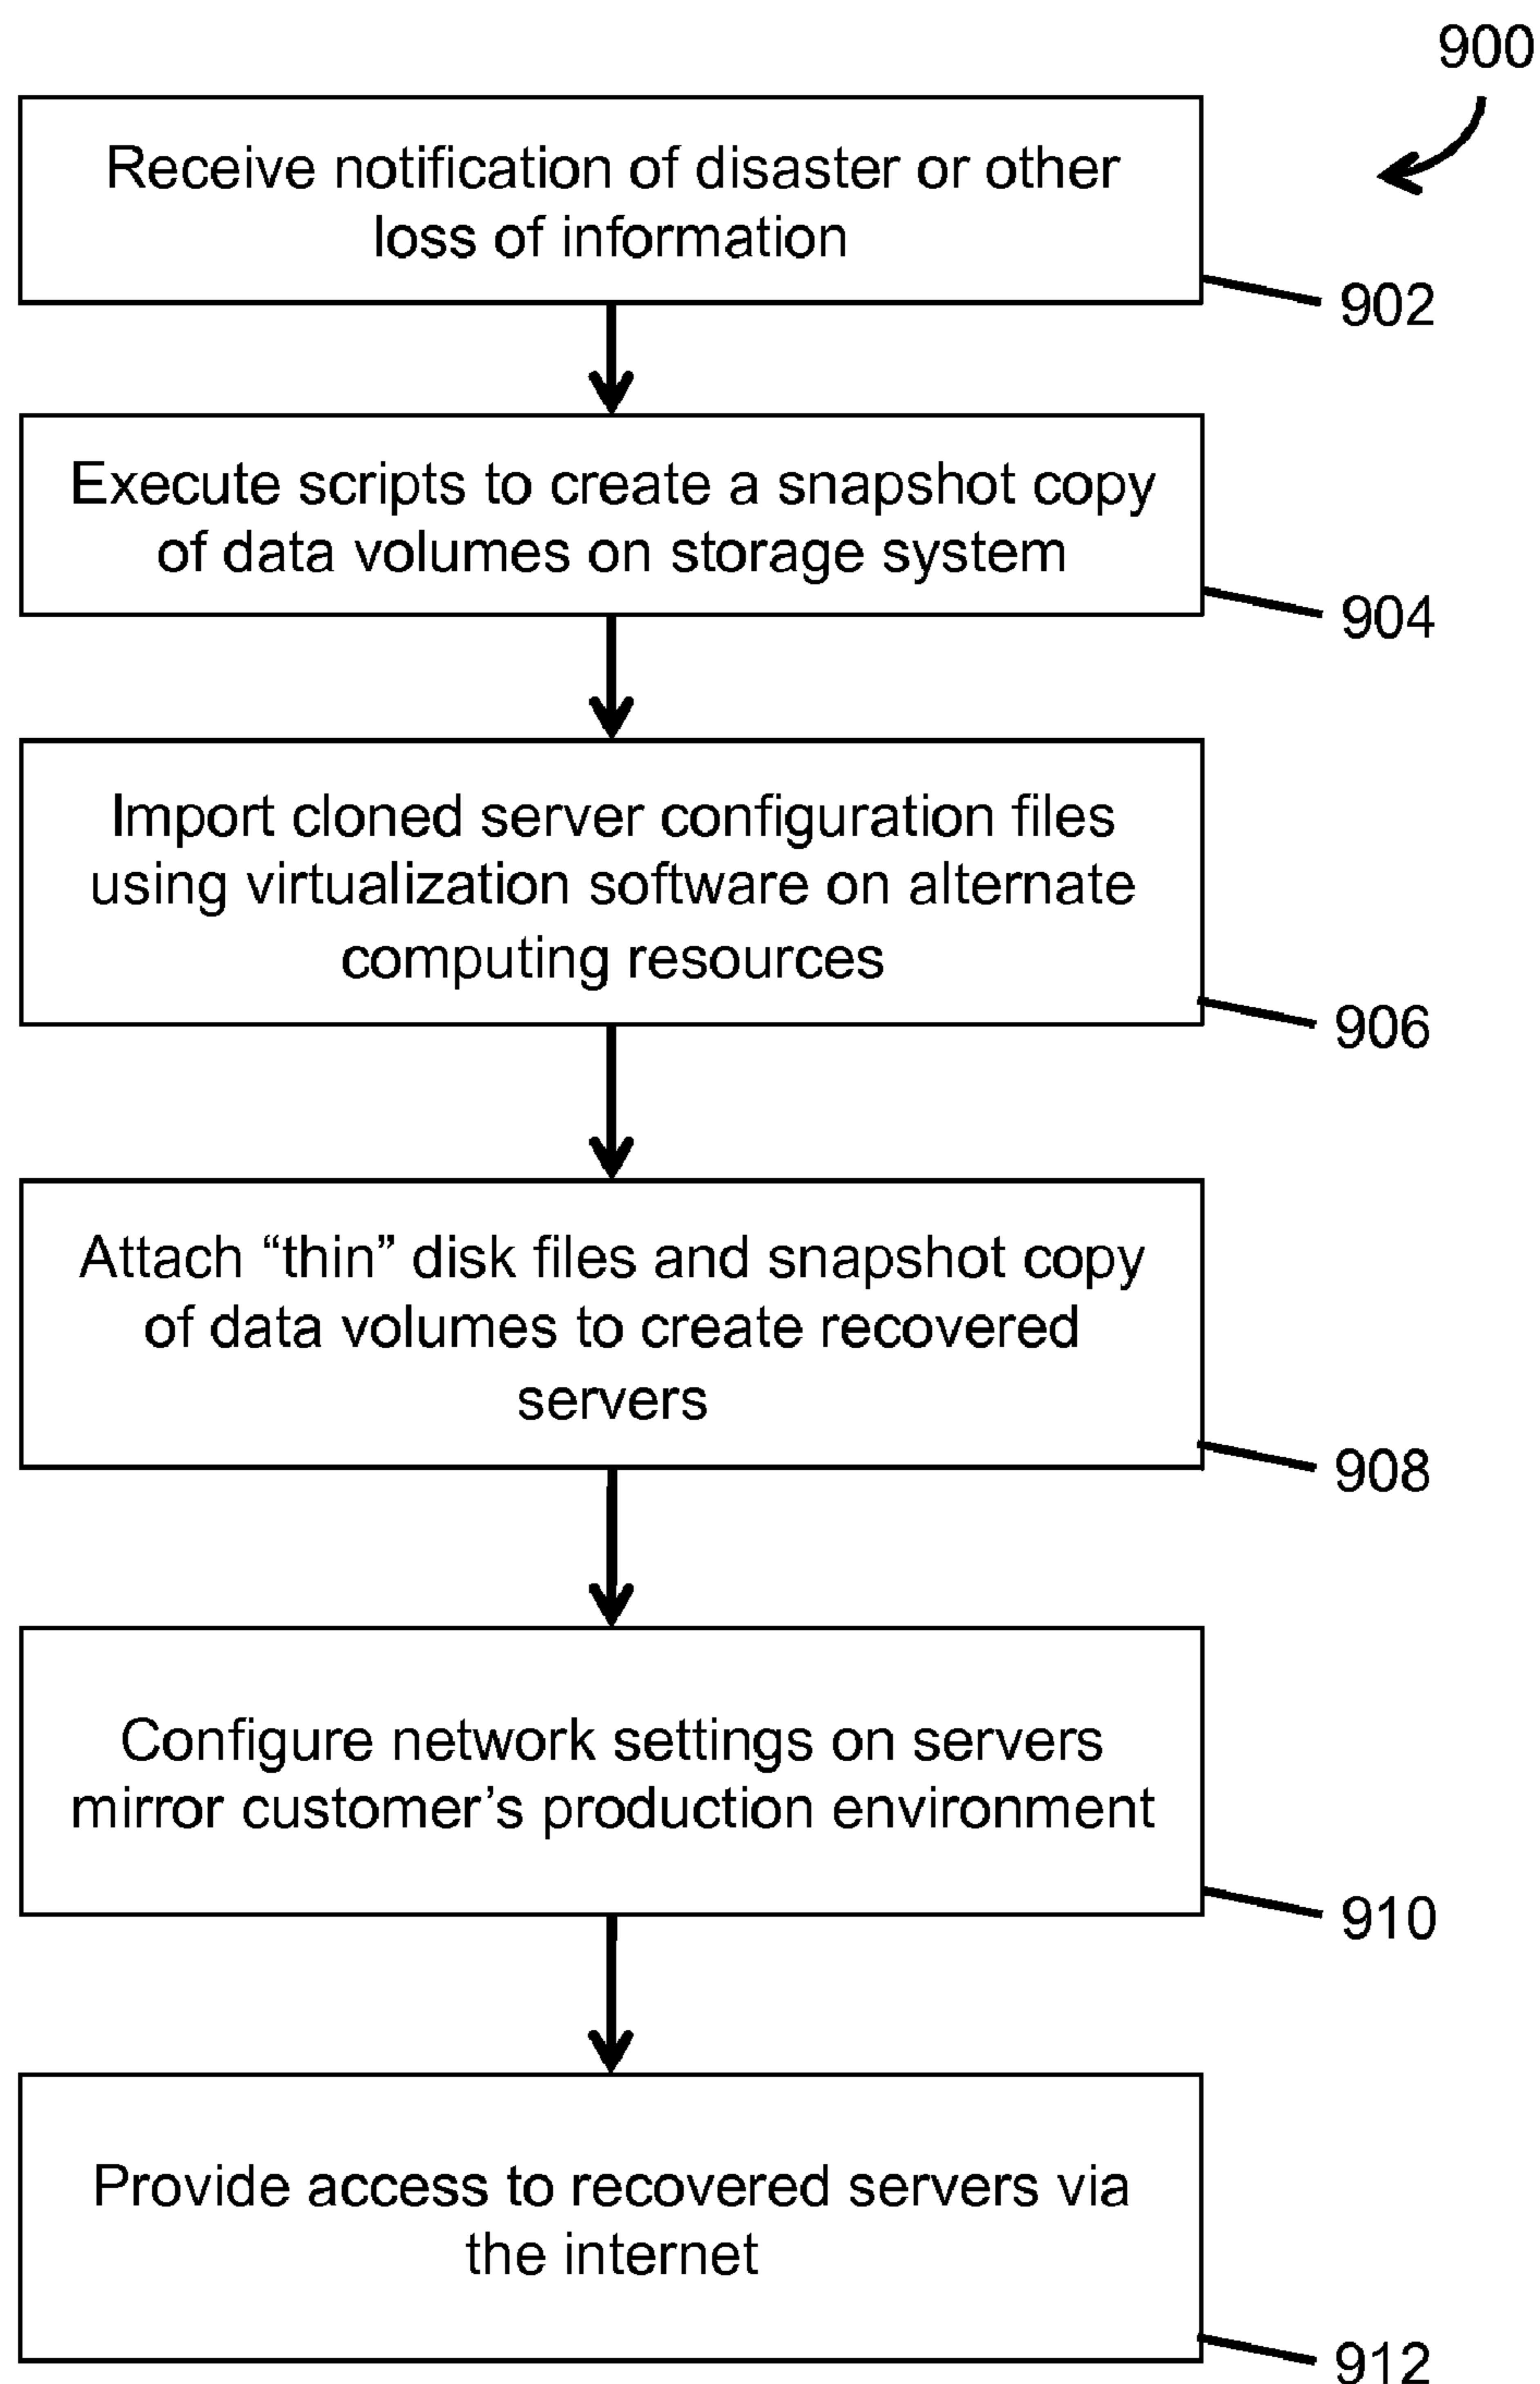 900
Receive notification of disaster or other
loss of information
902
Execute scripts to create a snapshot copy
of data volumes on storage system
904
Import cloned server configuration files
using virtualization software on alternate
computing resources
906
Attach “thin” disk files and snapshot copy
of data volumes to create recovered
servers
908
Configure network settings on servers
mirror customer’s production environment
910
Provide access to recovered servers via
the internet
912